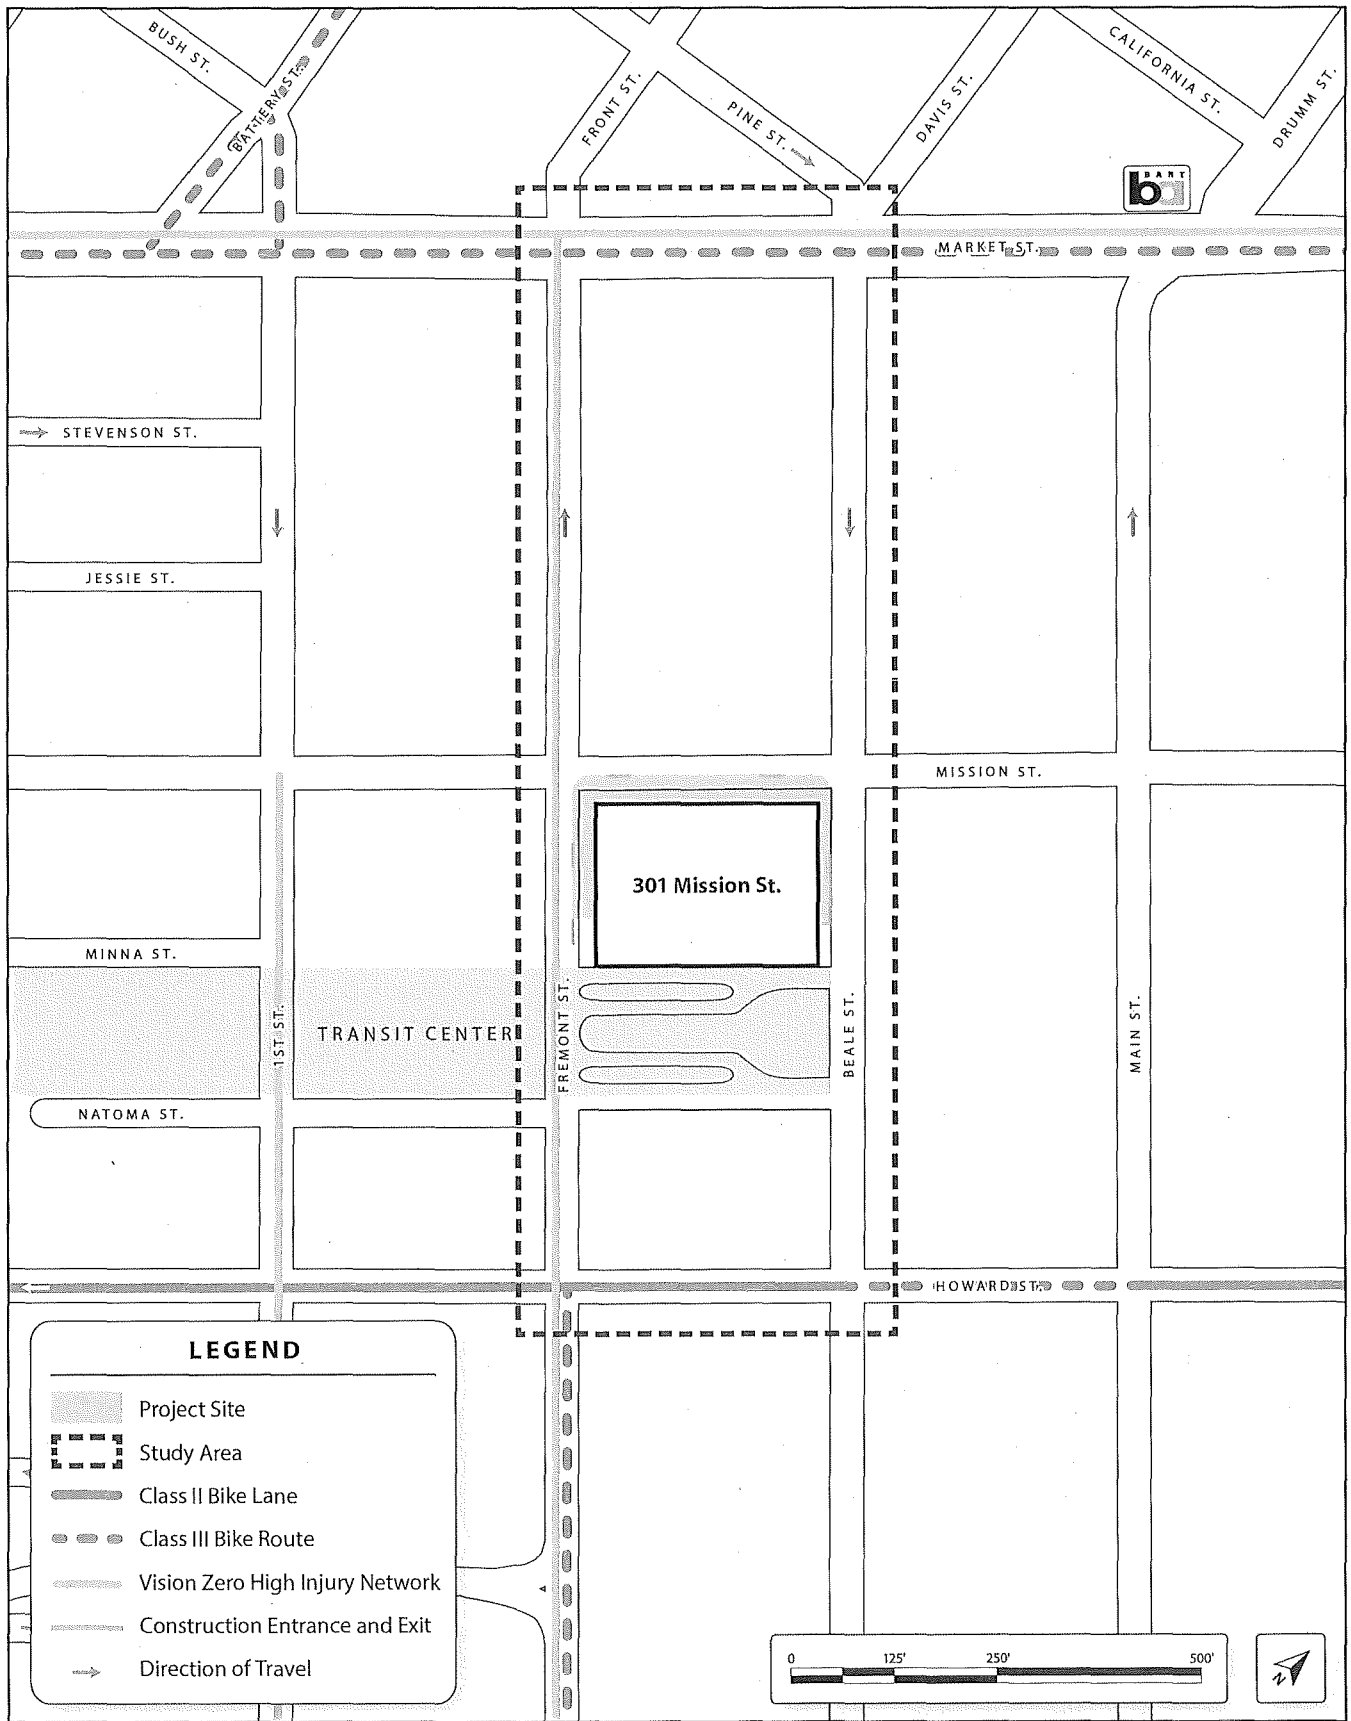 BUSH ST.
BATTERY ST.
FRONT ST.
PINE ST.
DAVIS ST.
CALIFORNIA ST.
DRUMM ST.
BART
ba
MARKET ST.
STEVENSON ST.
JESSIE ST.
MISSION ST.
301 Mission St.
MINNA ST.
TRANSIT CENTER
1ST ST.
FREMONT ST.
BEALE ST.
MAIN ST.
NATOMA ST.
HOWARD ST.
LEGEND
Project Site
Study Area
Class II Bike Lane
Class III Bike Route
Vision Zero High Injury Network
Construction Entrance and Exit
Direction of Travel
0 125' 250' 500'
N